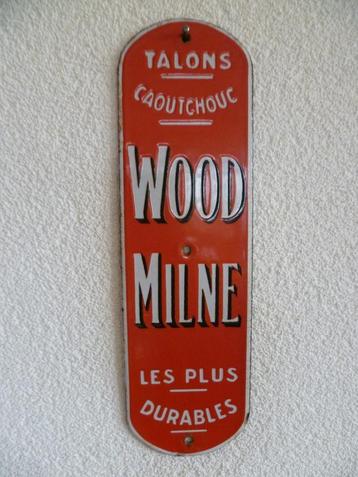 TALONS
CAOUTCHOUC
WOOD
MILNE
LES PLUS
DURABLES